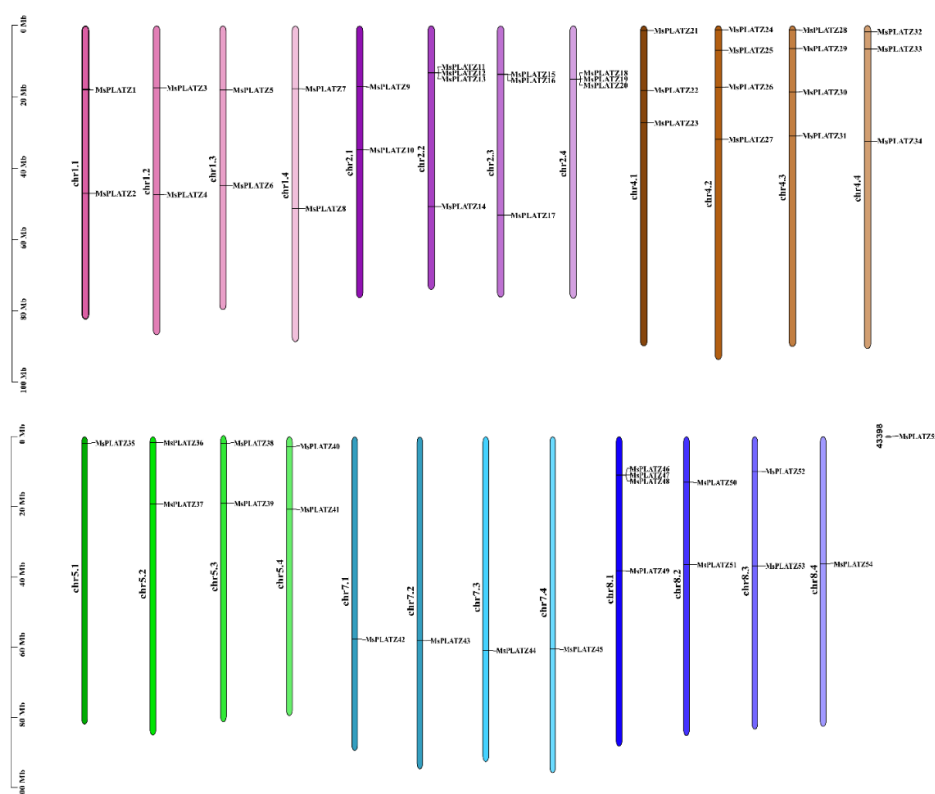 0 Mb
20 Mb
40 Mb
60 Mb
80 Mb
100 Mb
chr1.1
MsPLATZ1
MsPLATZ2
chr1.2
MsPLATZ3
MsPLATZ4
chr1.3
MsPLATZ5
MsPLATZ6
chr1.4
MsPLATZ7
MsPLATZ8
chr2.1
MsPLATZ9
MsPLATZ10
chr2.2
MsPLATZ11
MsPLATZ12
MsPLATZ13
MsPLATZ14
chr2.3
MsPLATZ15
MsPLATZ16
MsPLATZ17
chr2.4
MsPLATZ18
MsPLATZ19
MsPLATZ20
chr4.1
MsPLATZ21
MsPLATZ22
MsPLATZ23
chr4.2
MsPLATZ24
MsPLATZ25
MsPLATZ26
MsPLATZ27
chr4.3
MsPLATZ28
MsPLATZ29
MsPLATZ30
MsPLATZ31
chr4.4
MsPLATZ32
MsPLATZ33
MsPLATZ34
0 Mb
20 Mb
40 Mb
60 Mb
80 Mb
00 Mb
chr5.1
MsPLATZ35
chr5.2
MsPLATZ36
MsPLATZ37
chr5.3
MsPLATZ38
MsPLATZ39
chr5.4
MsPLATZ40
MsPLATZ41
chr7.1
MsPLATZ42
chr7.2
MsPLATZ43
chr7.3
MsPLATZ44
chr7.4
MsPLATZ45
chr8.1
MsPLATZ46
MsPLATZ47
MsPLATZ48
MsPLATZ49
chr8.2
MsPLATZ50
MsPLATZ51
chr8.3
MsPLATZ52
MsPLATZ53
chr8.4
MsPLATZ54
43398
MsPLATZ5